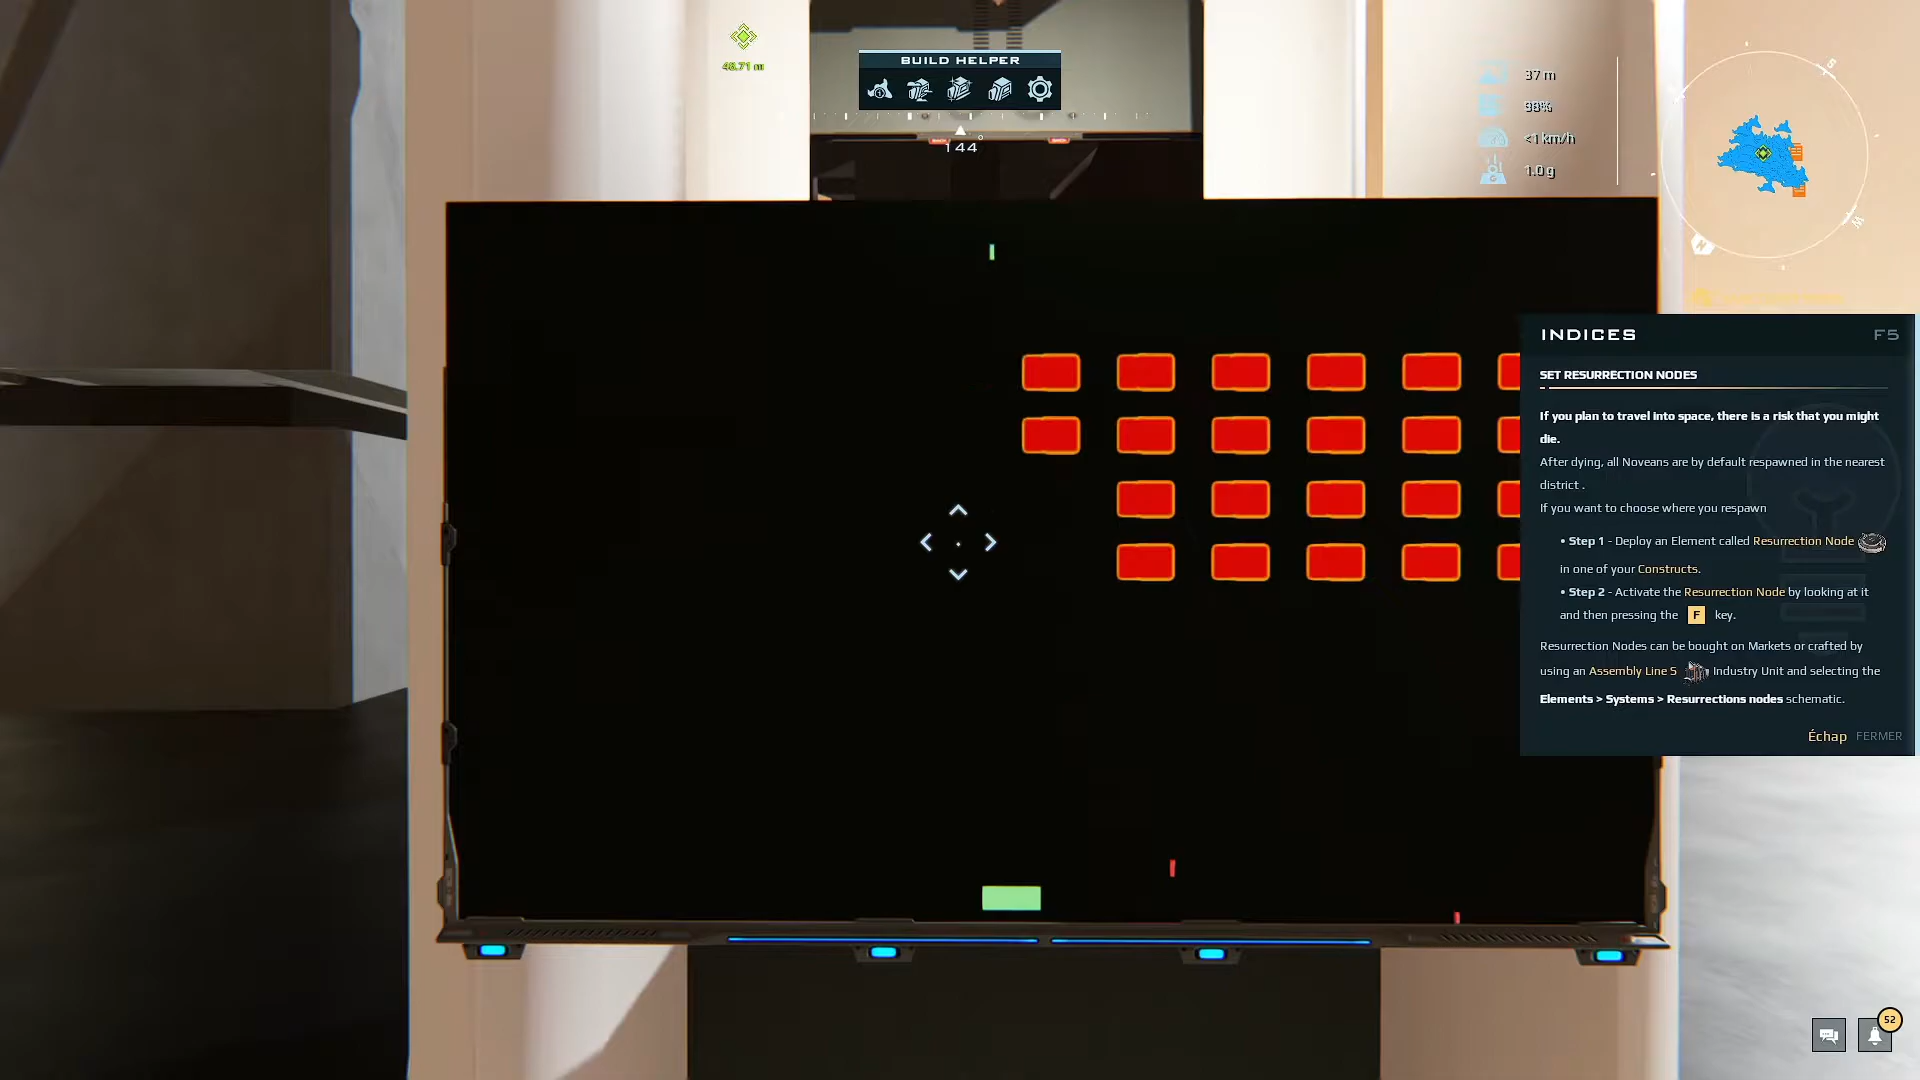 48.71 m
BUILD HELPER
144
37 m
98%
<1 km/h
1.0 g
S
W
N
INDICES F5
SET RESURRECTION NODES
If you plan to travel into space, there is a risk that you might
die.
After dying, all Noveans are by default respawned in the nearest
district .
If you want to choose where you respawn
• Step 1 - Deploy an Element called Resurrection Node
in one of your Constructs.
• Step 2 - Activate the Resurrection Node by looking at it
and then pressing the F key.
Resurrection Nodes can be bought on Markets or crafted by
using an Assembly Line S Industry Unit and selecting the
Elements > Systems > Resurrections nodes schematic.
Échap FERMER
52